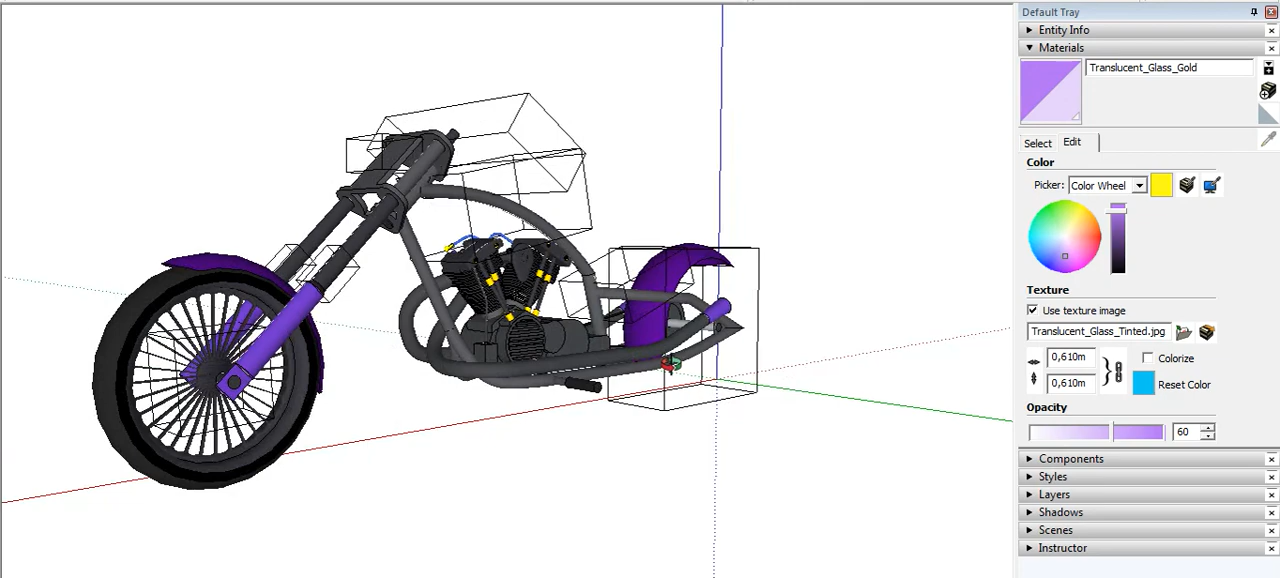 Default Tray
Entity Info
Materials
Translucent_Glass_Gold
Select Edit
Color
Picker: Color Wheel
Texture
Use texture image
Translucent_Glass_Tinted.jpg
0,610m Colorize
0,610m Reset Color
Opacity
60
Components
Styles
Layers
Shadows
Scenes
Instructor